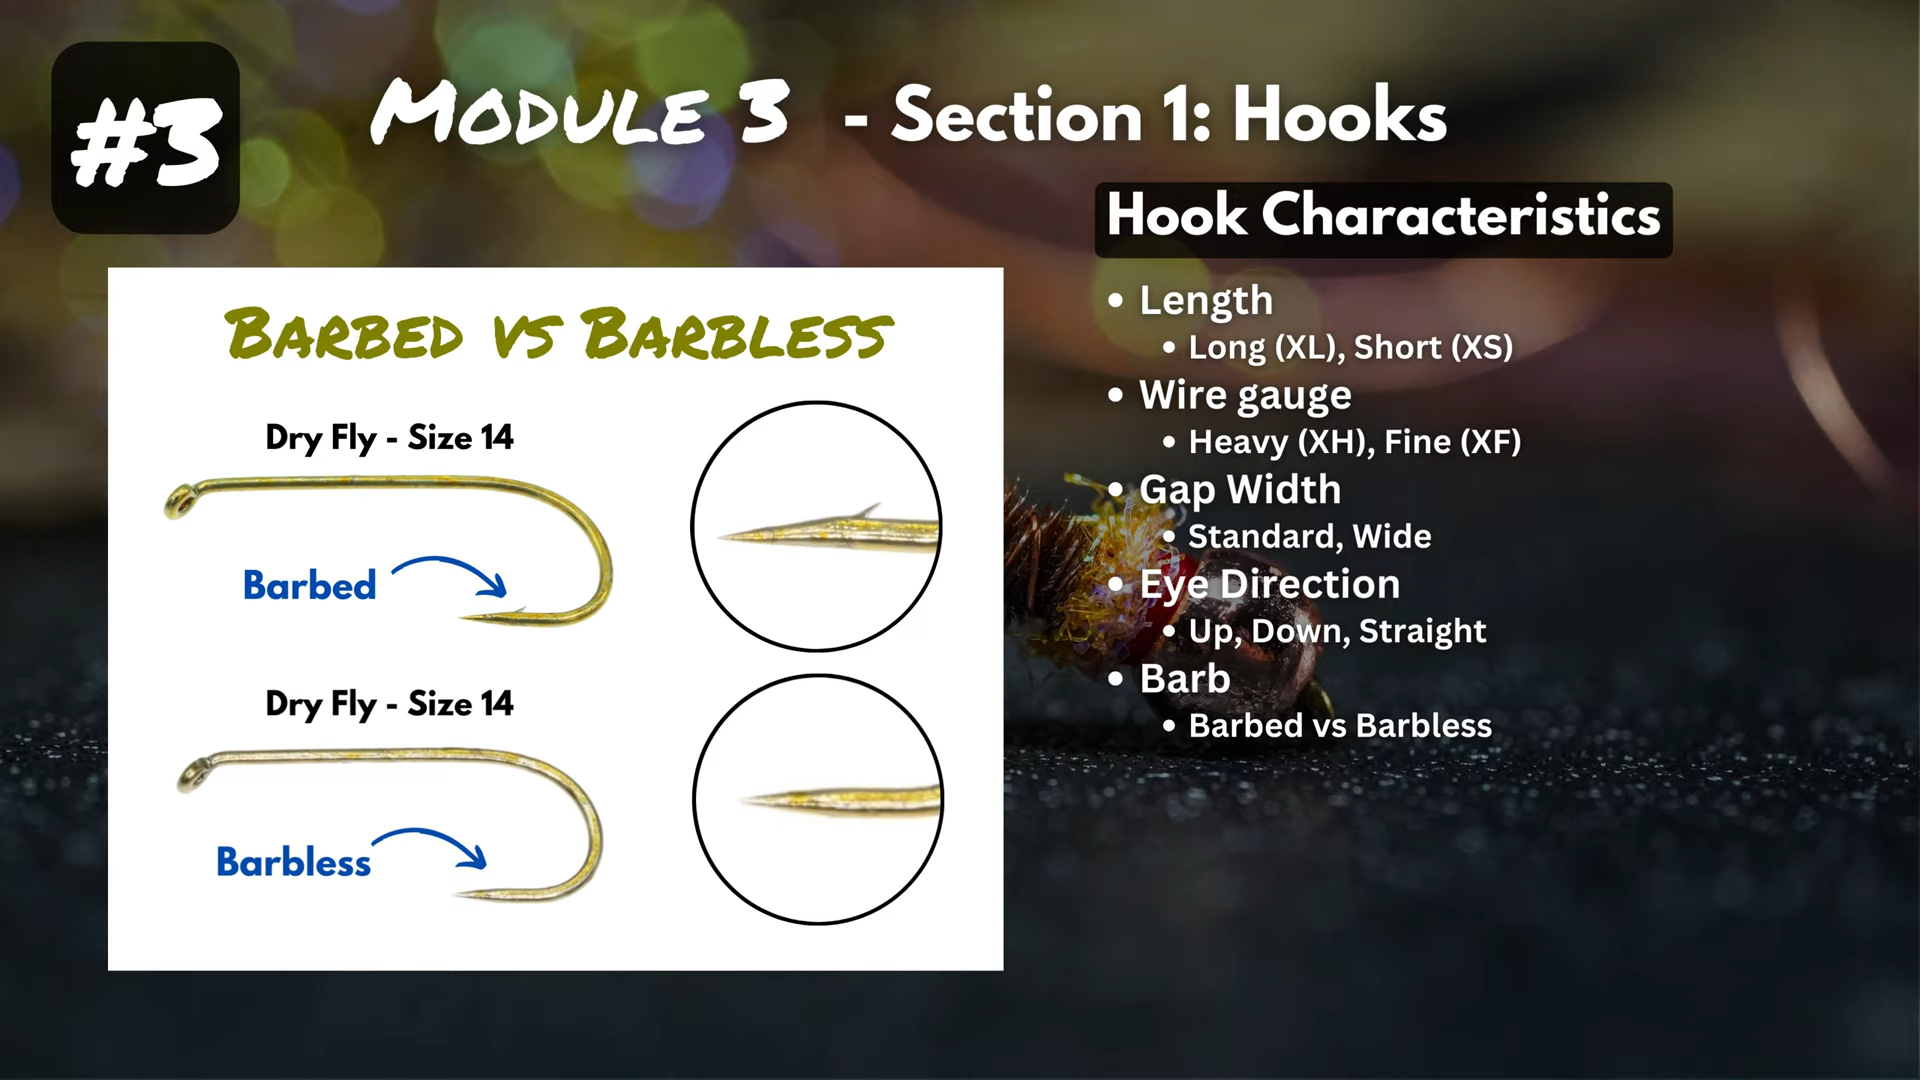 #3
Module 3 - Section 1: Hooks
Barbed vs Barbless
Dry Fly - Size 14
Barbed
Dry Fly - Size 14
Barbless
Hook Characteristics
• Length
• Long (XL), Short (XS)
• Wire gauge
• Heavy (XH), Fine (XF)
• Gap Width
• Standard, Wide
• Eye Direction
• Up, Down, Straight
• Barb
• Barbed vs Barbless